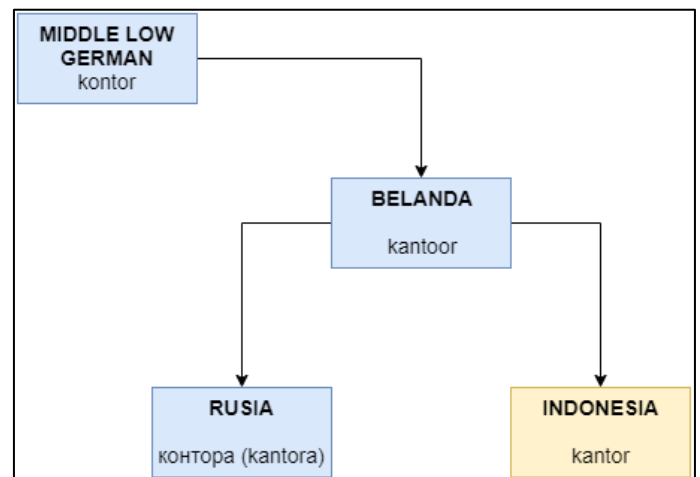 MIDDLE LOW
GERMAN
kontor
BELANDA
kantoor
RUSIA
контора (kantora)
INDONESIA
kantor